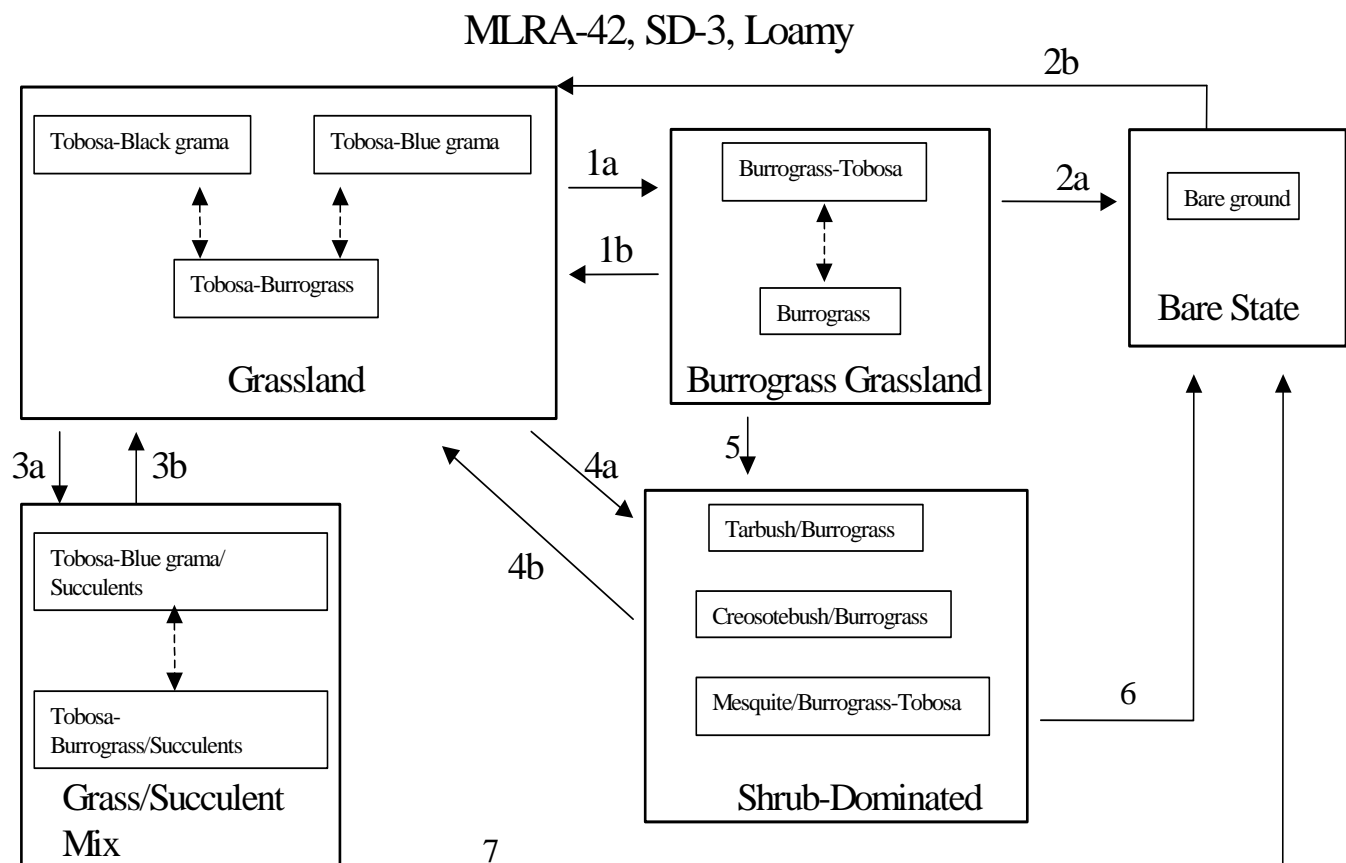 MLRA-42, SD-3, Loamy
2b
Tobosa-Black grama
Tobosa-Blue grama
Tobosa-Burrograss
Grassland
1a
1b
Burrograss-Tobosa
Burrograss
Burrograss Grassland
2a
Bare ground
Bare State
3a
3b
4a
4b
5
Tobosa-Blue grama/
Succulents
Tobosa-
Burrograss/Succulents
Grass/Succulent
Mix
Tarbush/Burrograss
Creosotebush/Burrograss
Mesquite/Burrograss-Tobosa
Shrub-Dominated
6
7